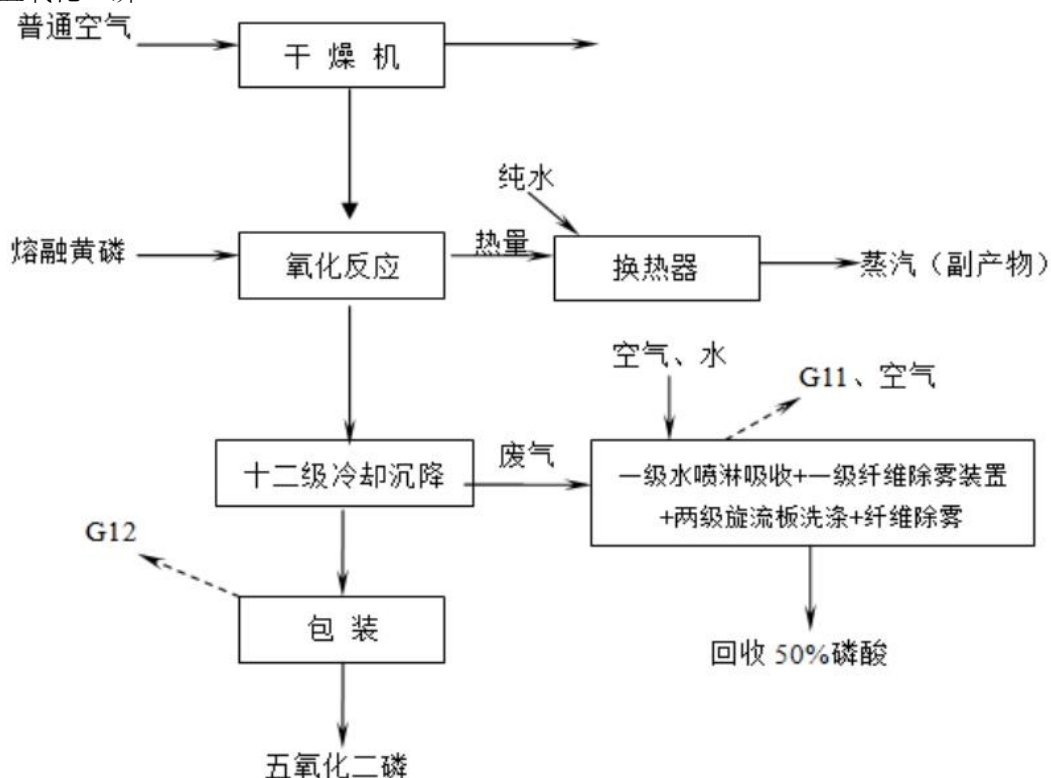 普通空气
干 燥 机
纯水
熔融黄磷
氧化反应
热量
换热器
蒸汽（副产物）
空气、水
G11、空气
十二级冷却沉降
废气
一级水喷淋吸收+一级纤维除雾装置
+两级旋流板洗涤+纤维除雾
G12
包 装
回收 50%磷酸
五氧化二磷